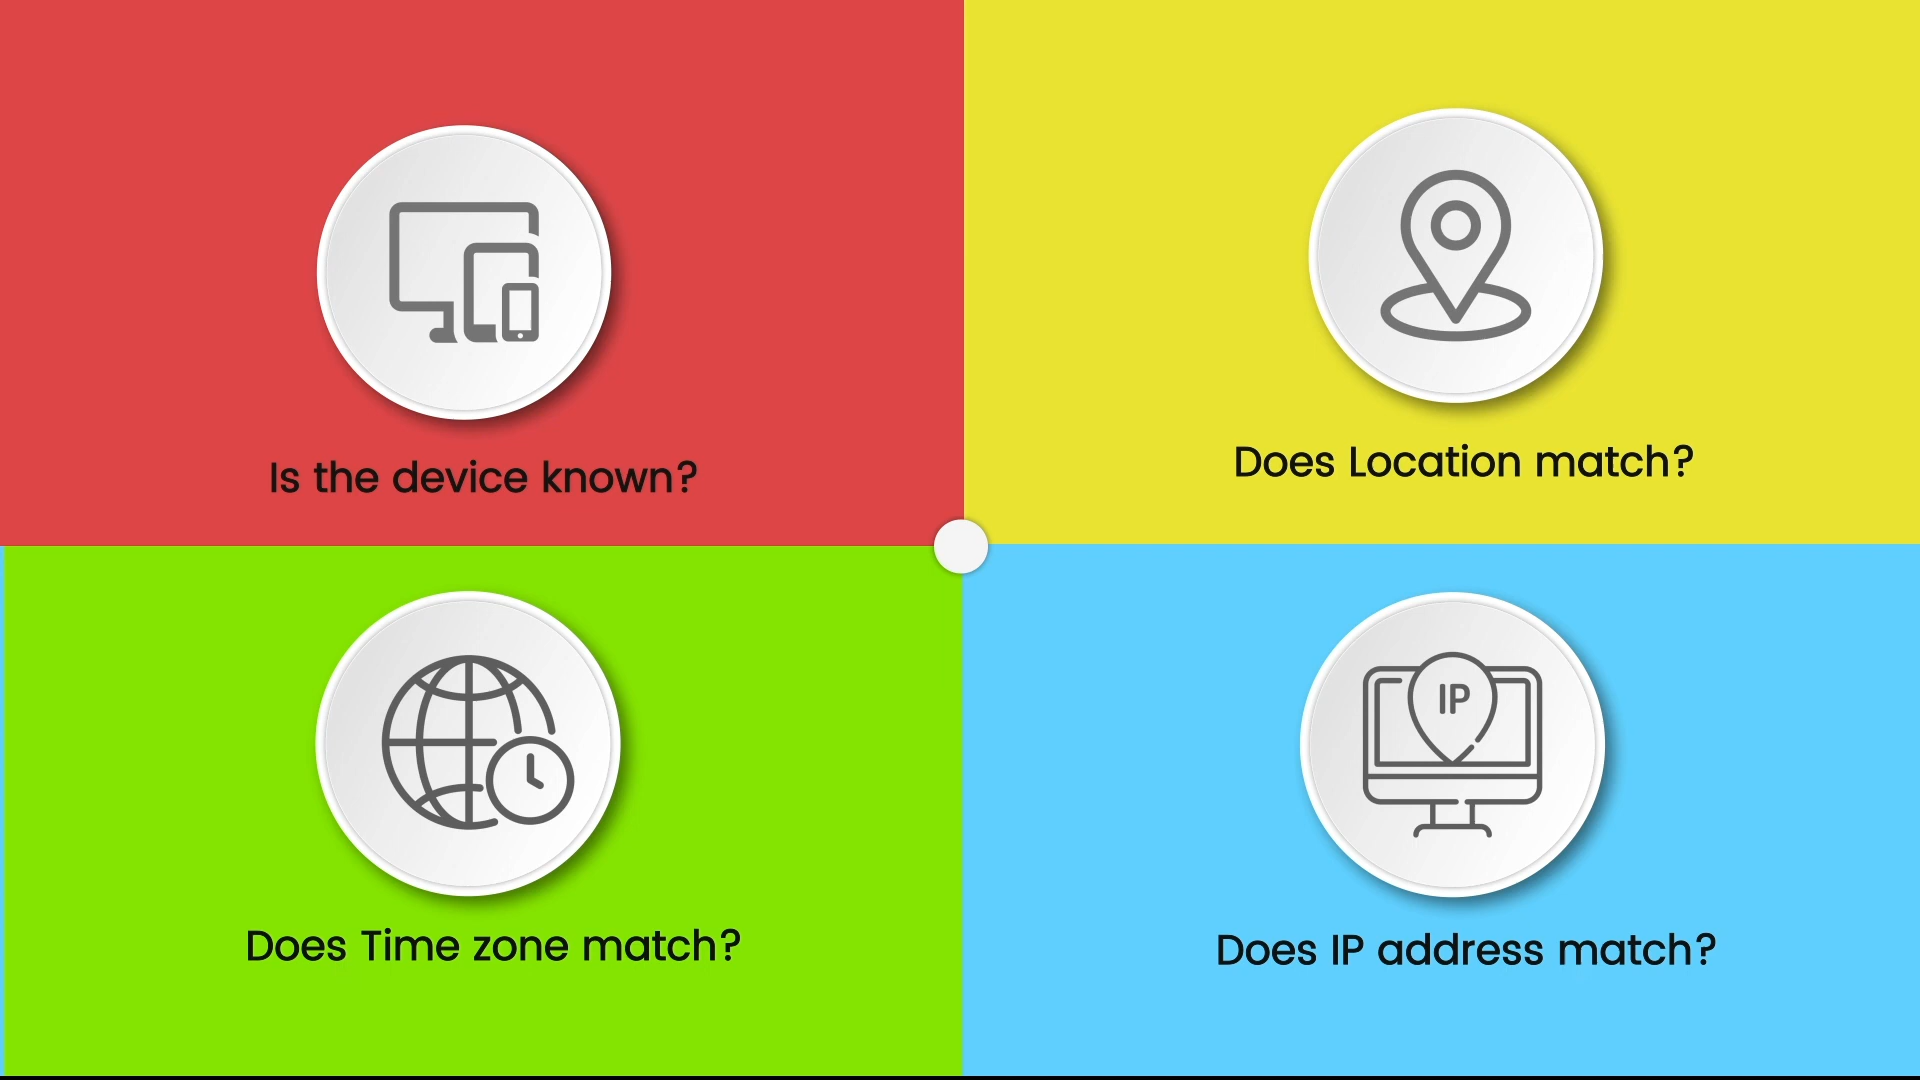 Is the device known?
Does Location match?
Does Time zone match?
IP
Does IP address match?